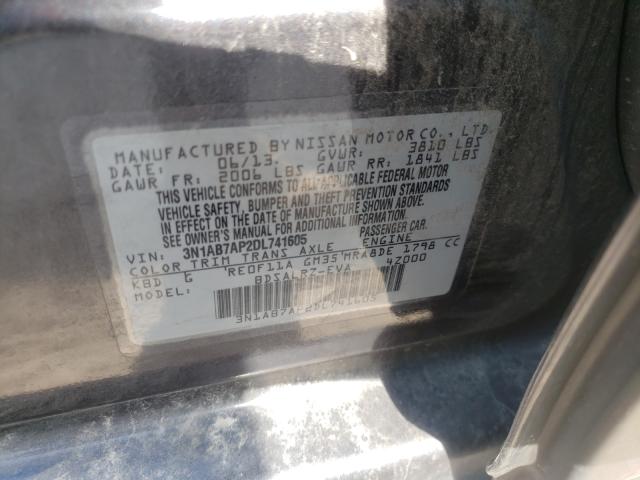 MANUFACTURED BY NISSAN MOTOR CO., LTD.
DATE: 06/13. GVWR: 3810 LBS
GAWR FR: 2006 LBS GAWR RR: 1841 LBS
THIS VEHICLE CONFORMS TO ALL APPLICABLE FEDERAL MOTOR
VEHICLE SAFETY, BUMPER AND THEFT PREVENTION STANDARDS
IN EFFECT ON THE DATE OF MANUFACTURE SHOWN ABOVE.
SEE OWNER'S MANUAL FOR ADDITIONAL INFORMATION.
VIN: 3N1AB7AP2DL741605 PASSENGER CAR.
COLOR TRIM TRANS AXLE ENGINE
KBD G RE0F11A GM35 MRA8DE 1798 CC
BDSALRZ-EVA 4Z000
3N1AB7AP2DL741605